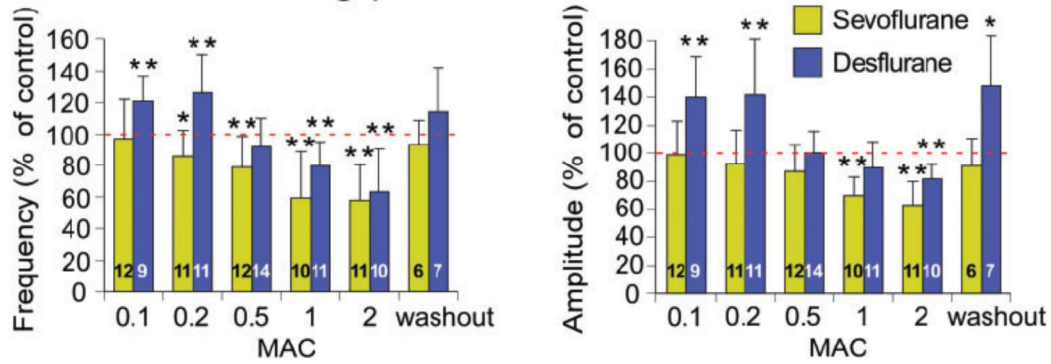 Frequency (% of control)
160
140
120
100
80
60
40
20
0
** ** * ** ** ** ** **
12 9 11 11 12 14 10 11 11 10 6 7
0.1 0.2 0.5 1 2 washout
MAC
Amplitude (% of control)
180
160
140
120
100
80
60
40
20
0
Sevoflurane
Desflurane
** ** ** ** ** *
12 9 11 11 12 14 10 11 11 10 6 7
0.1 0.2 0.5 1 2 washout
MAC